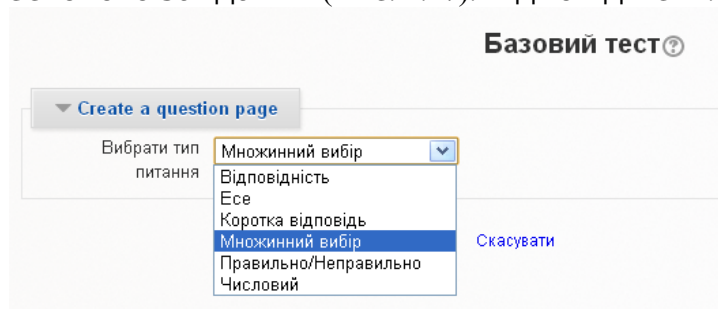 Базовий тест
Create a question page
Вибрати тип питання
Множинний вибір
Відповідність
Есе
Коротка відповідь
Множинний вибір
Правильно/Неправильно
Числовий
Скасувати